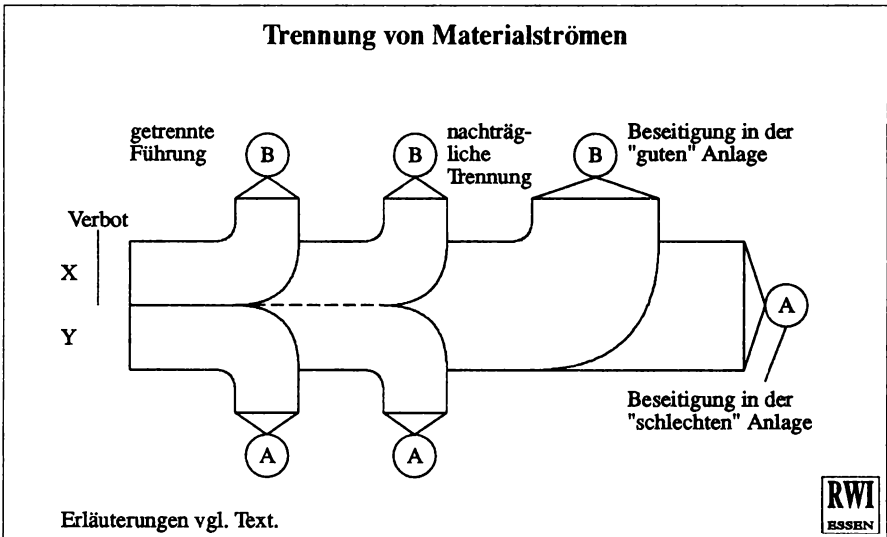 Trennung von Materialströmen
getrennte
Führung
B
B
nachträg-
liche
Trennung
B
Beseitigung in der
"guten" Anlage
Verbot
X
Y
A
Beseitigung in der
"schlechten" Anlage
A
A
Erläuterungen vgl. Text.
RWI
ESSEN